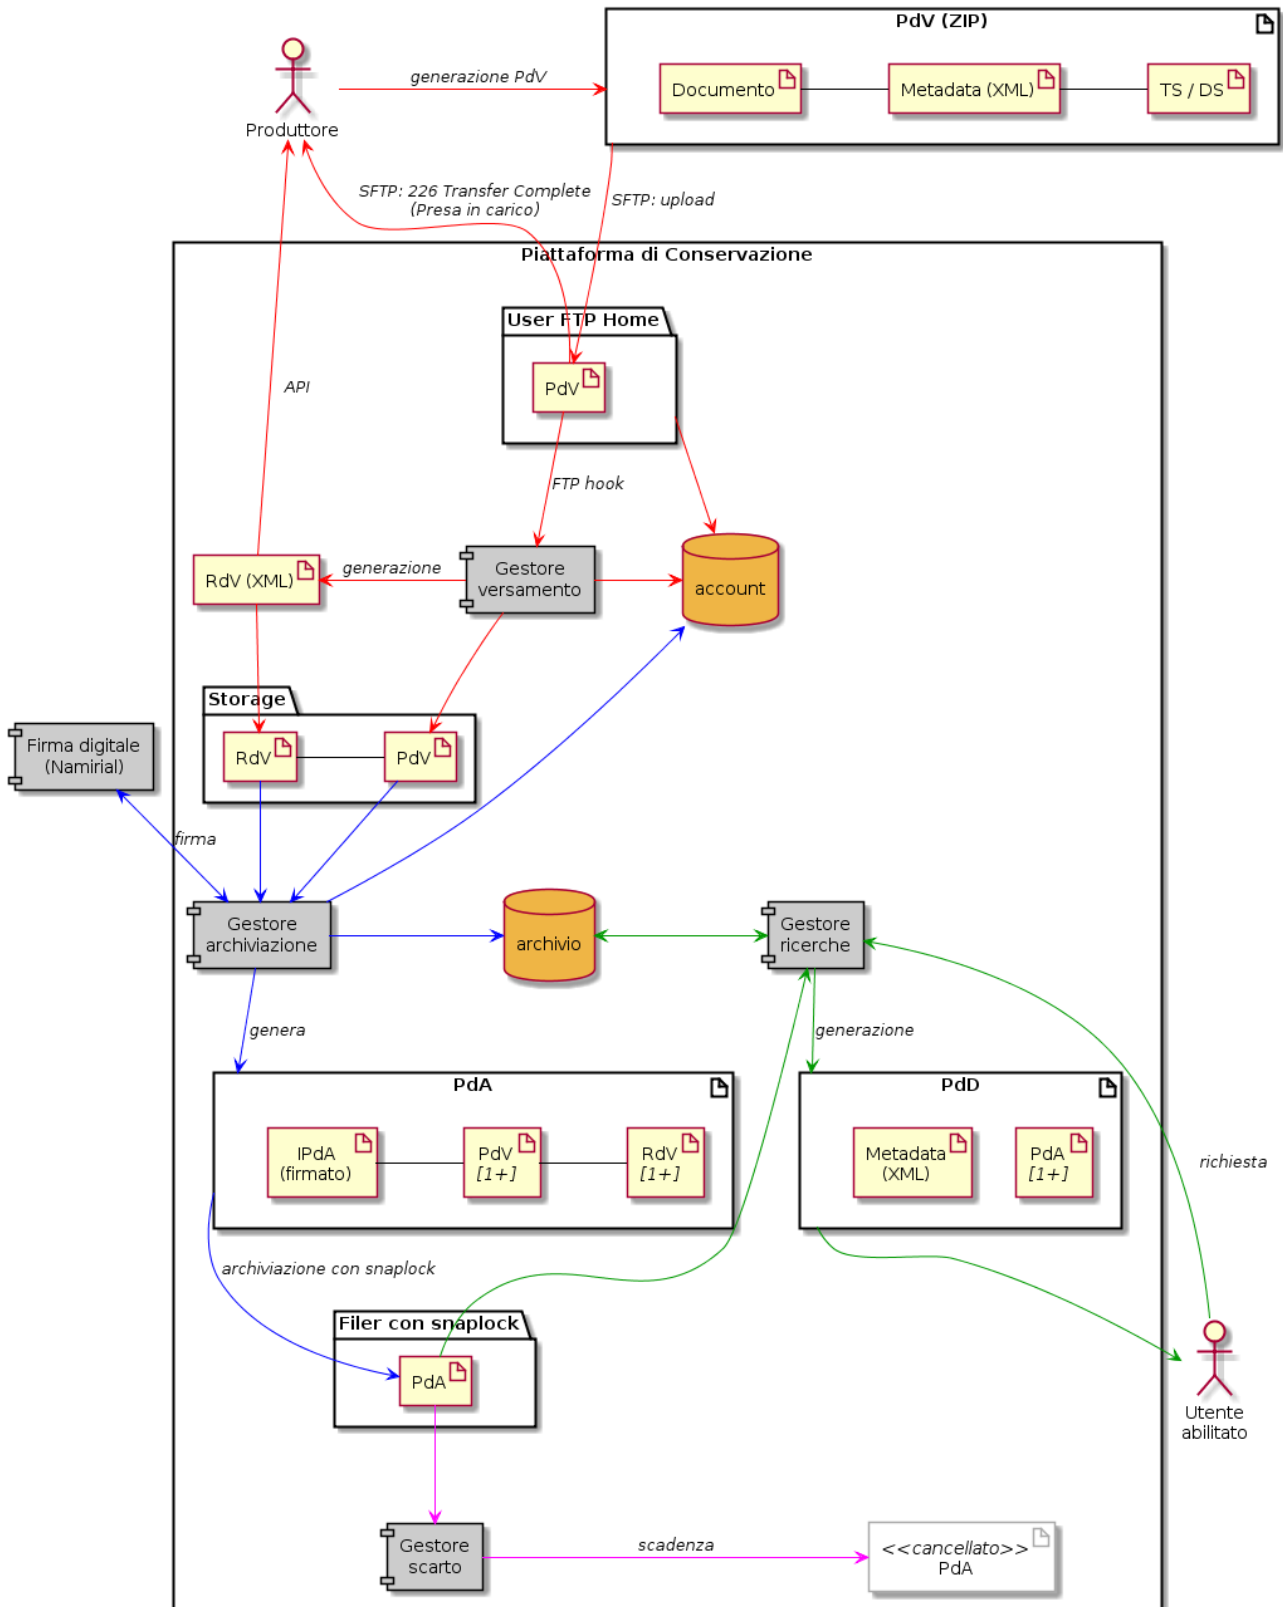 PdV (ZIP)
Documento
Metadata (XML)
TS / DS
generazione PdV
Produttore
SFTP: 226 Transfer Complete
(Presa in carico)
SFTP: upload
Piattaforma di Conservazione
User FTP Home
PdV
API
FTP hook
RdV (XML)
generazione
Gestore
versamento
account
Storage
RdV
PdV
Firma digitale
(Namirial)
firma
Gestore
archiviazione
archivio
Gestore
ricerche
genera
generazione
PdA
IPdA
(firmato)
PdV
[1+]
RdV
[1+]
PdD
Metadata
(XML)
PdA
[1+]
richiesta
archiviazione con snaplock
Filer con snaplock
PdA
Utente
abilitato
Gestore
scarto
scadenza
<<cancellato>>
PdA